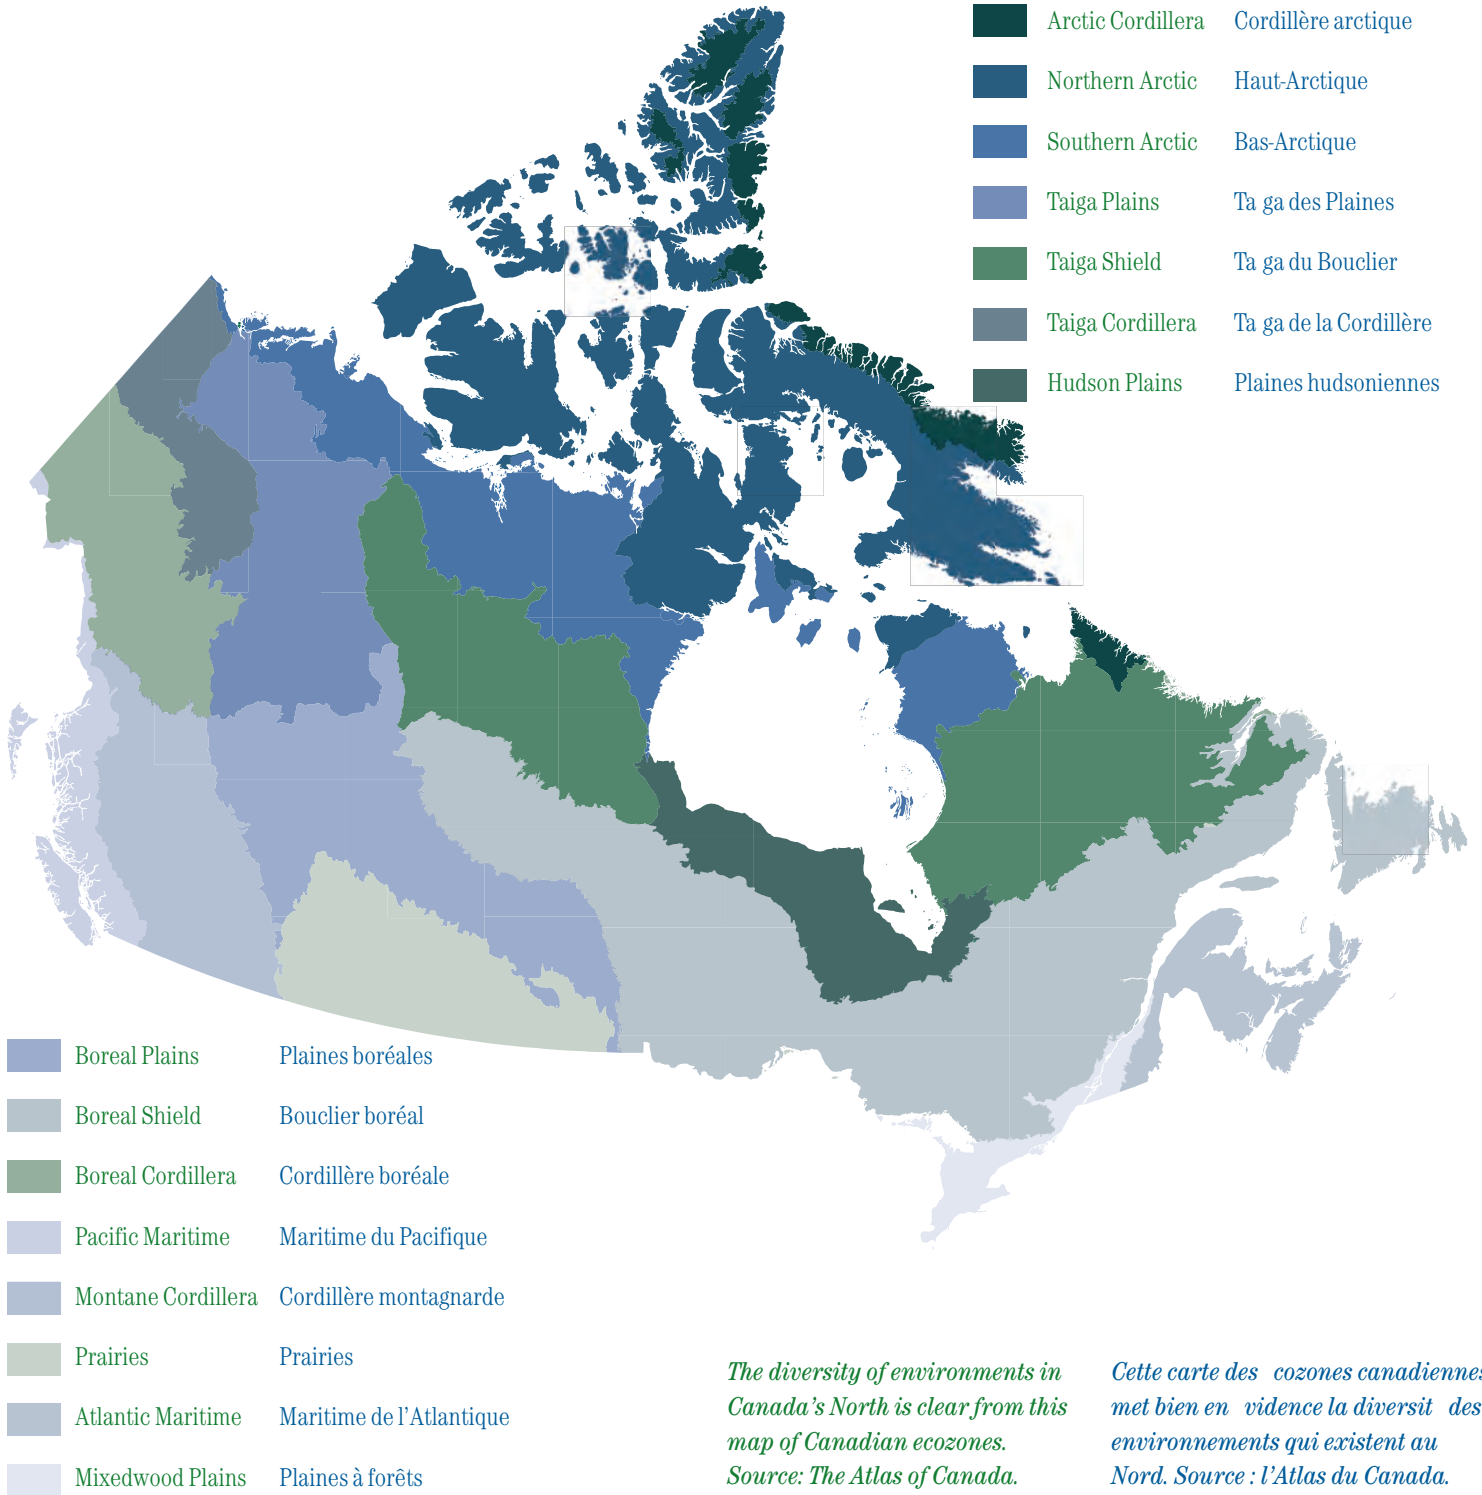 Arctic Cordillera Cordillère arctique
Northern Arctic Haut-Arctique
Southern Arctic Bas-Arctique
Taiga Plains Ta ga des Plaines
Taiga Shield Ta ga du Bouclier
Taiga Cordillera Ta ga de la Cordillère
Hudson Plains Plaines hudsoniennes
Boreal Plains Plaines boréales
Boreal Shield Bouclier boréal
Boreal Cordillera Cordillère boréale
Pacific Maritime Maritime du Pacifique
Montane Cordillera Cordillère montagnarde
Prairies Prairies
Atlantic Maritime Maritime de l'Atlantique
Mixedwood Plains Plaines à forêts
The diversity of environments in
Canada's North is clear from this
map of Canadian ecozones.
Source: The Atlas of Canada.
Cette carte des cozones canadiennes
met bien en vidence la diversit des
environnements qui existent au
Nord. Source : l'Atlas du Canada.